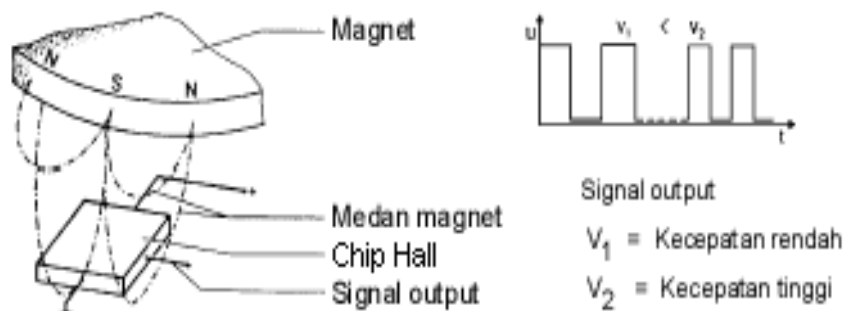 Magnet
N
S
N
Medan magnet
Chip Hall
Signal output
U
V₁ < V₂
t
Signal output
V₁ = Kecepatan rendah
V₂ = Kecepatan tinggi